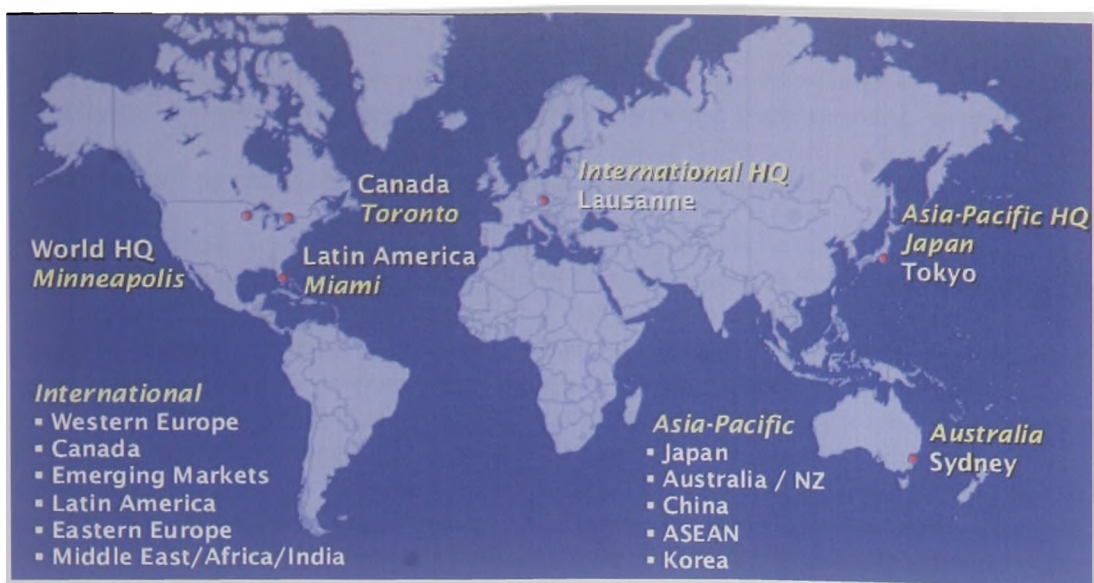 Canada
Toronto
International HQ
Lausanne
Asia-Pacific HQ
Japan
Tokyo
World HQ
Minneapolis
Latin America
Miami
International
▪ Western Europe
▪ Canada
▪ Emerging Markets
▪ Latin America
▪ Eastern Europe
▪ Middle East/Africa/India
Asia-Pacific
▪ Japan
▪ Australia / NZ
▪ China
▪ ASEAN
▪ Korea
Australia
Sydney